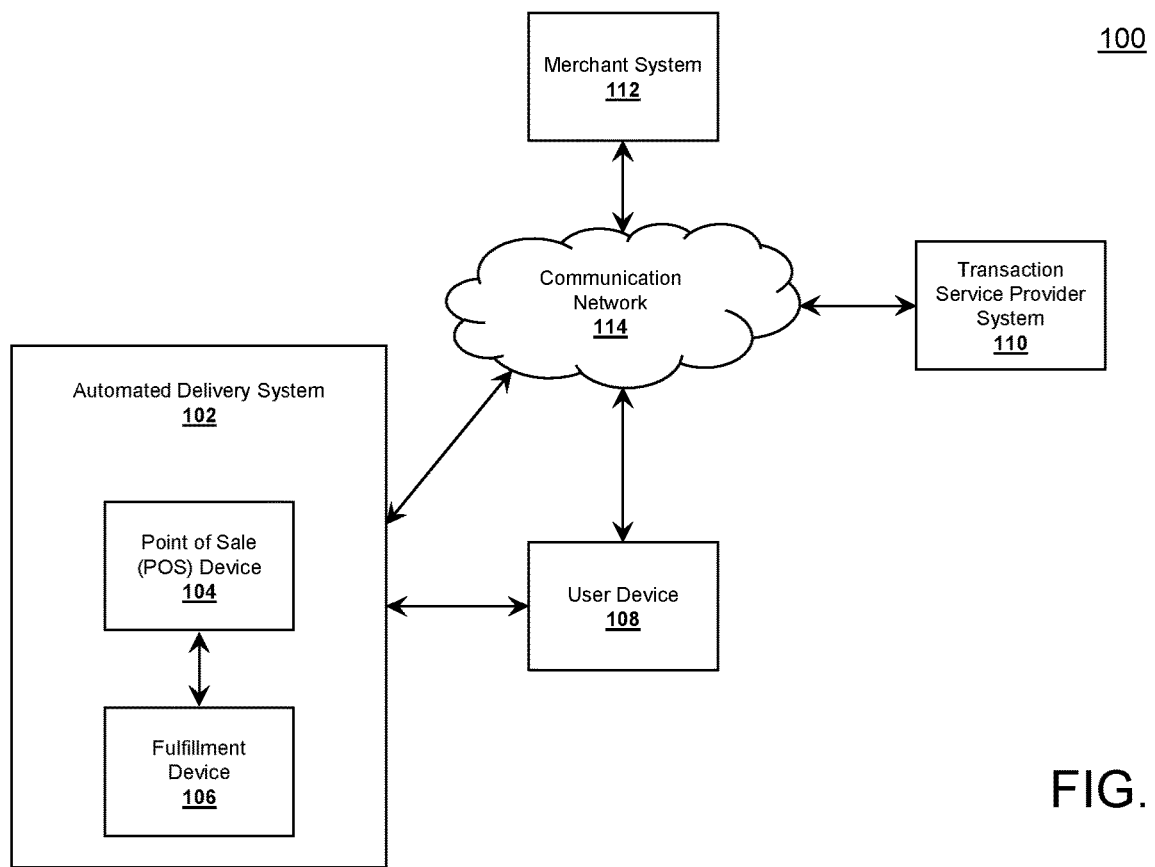 100
Merchant System
112
Communication
Network
114
Transaction
Service Provider
System
110
Automated Delivery System
102
Point of Sale
(POS) Device
104
User Device
108
Fulfillment
Device
106
FIG.